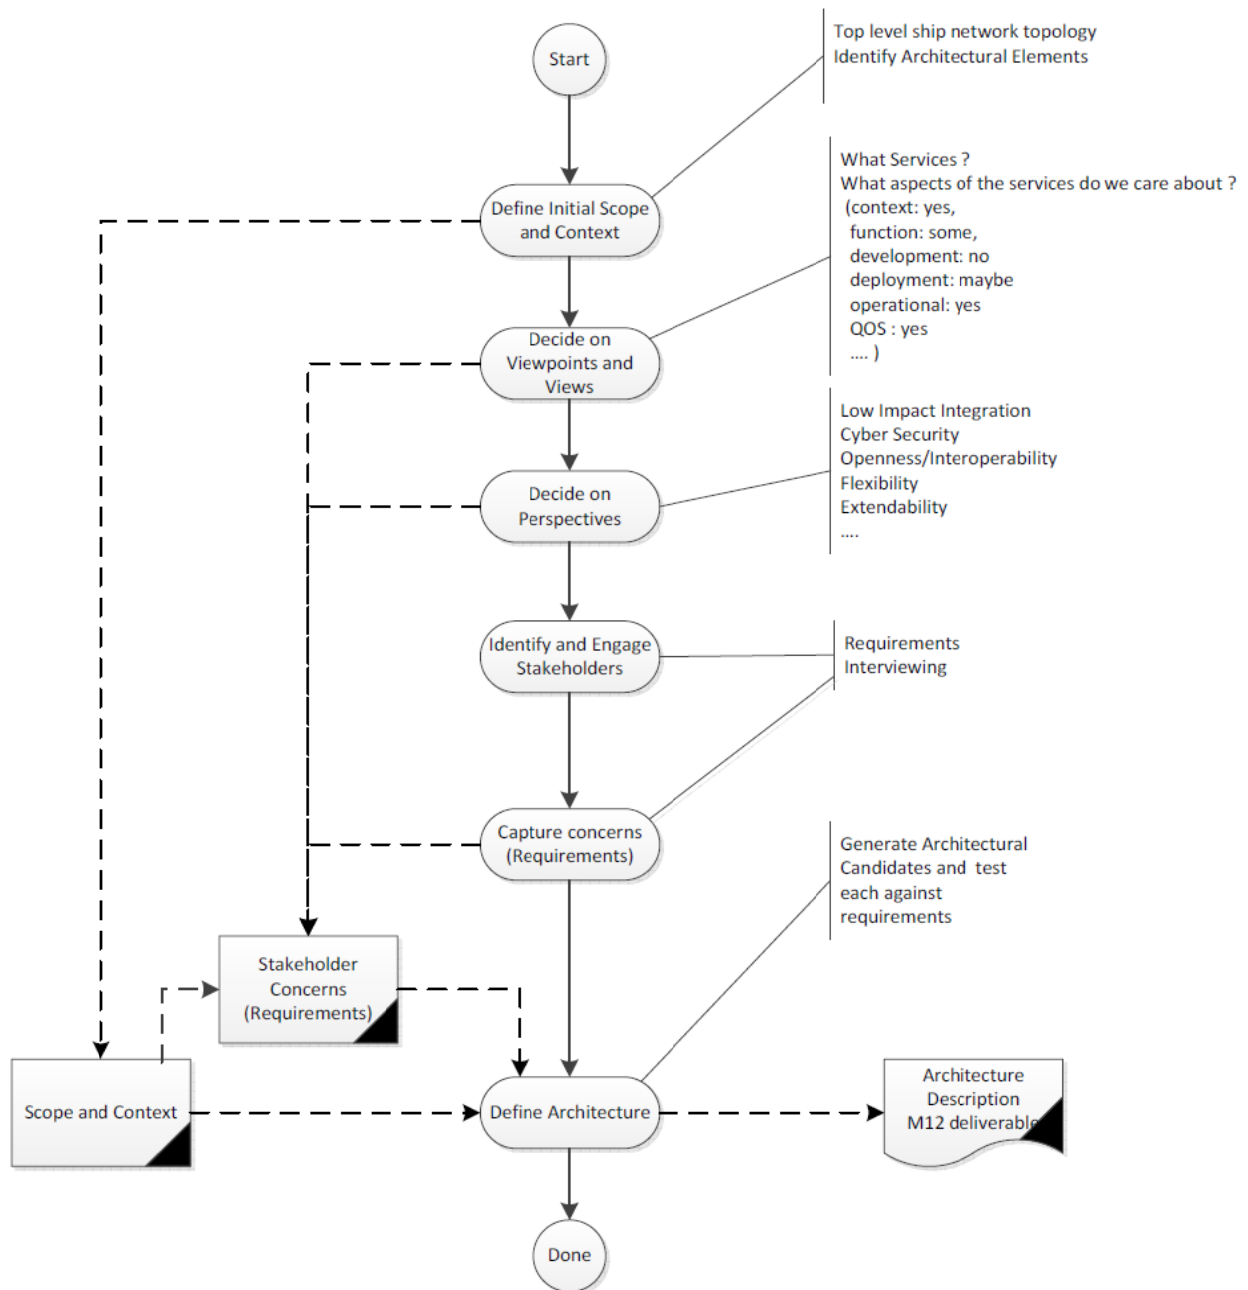 Start
Top level ship network topology
Identify Architectural Elements
What Services ?
What aspects of the services do we care about ?
(context: yes,
function: some,
development: no
deployment: maybe
operational: yes
QOS : yes
.... )
Define Initial Scope
and Context
Decide on
Viewpoints and
Views
Low Impact Integration
Cyber Security
Openness/Interoperability
Flexibility
Extendability
....
Decide on
Perspectives
Identify and Engage
Stakeholders
Requirements
Interviewing
Capture concerns
(Requirements)
Generate Architectural
Candidates and  test
each against
requirements
Stakeholder
Concerns
(Requirements)
Scope and Context
Define Architecture
Architecture
Description
M12 deliverable
Done